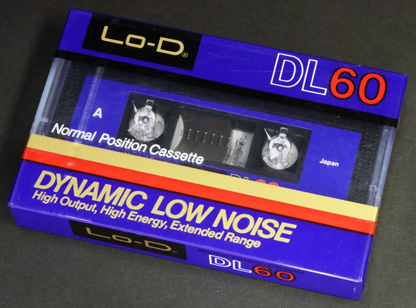 Lo-D®
DL60
A
Normal Position Cassette
Japan
DYNAMIC LOW NOISE
High Output, High Energy, Extended Range
Lo-D®
DL60